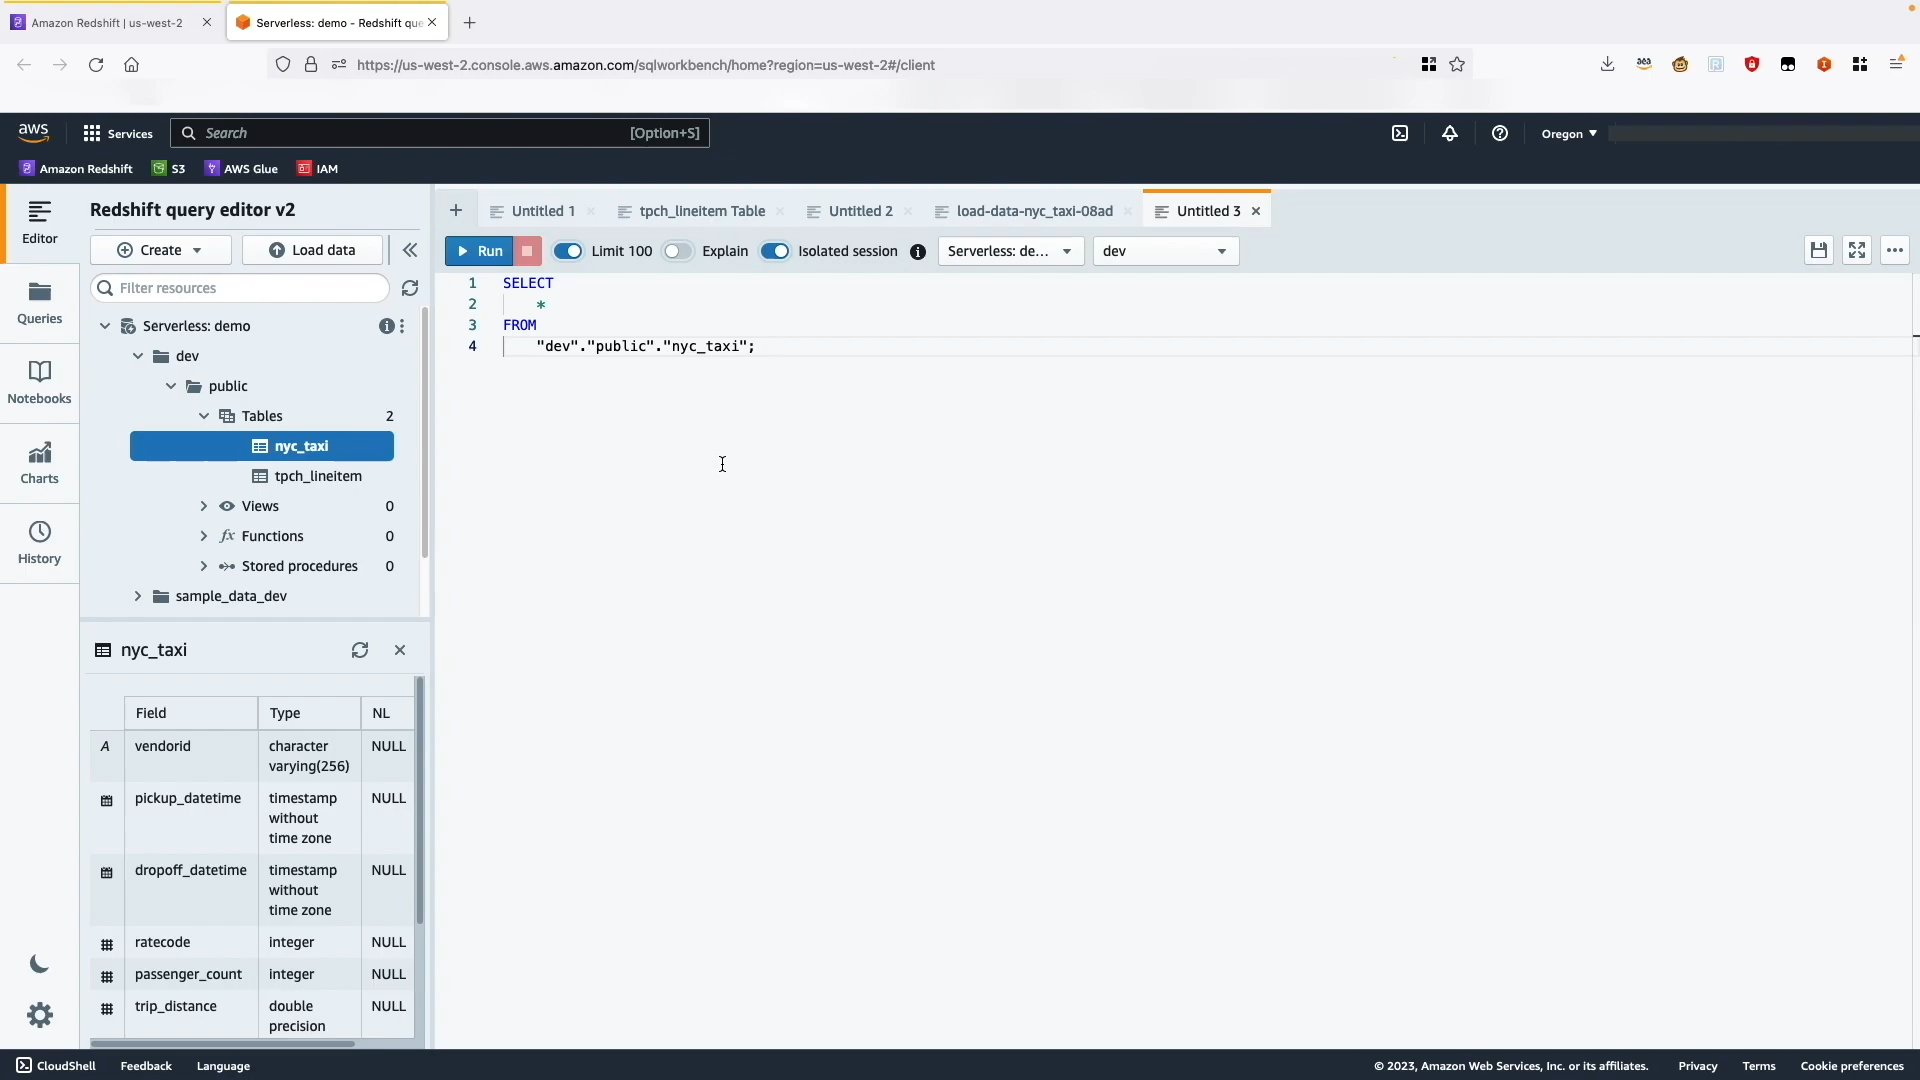 Amazon Redshift | us-west-2
Serverless: demo - Redshift que
https://us-west-2.console.aws.amazon.com/sqlworkbench/home?region=us-west-2#/client
aws
Services
Search
[Option+S]
Oregon
Amazon Redshift
S3
AWS Glue
IAM
Editor
Queries
Notebooks
Charts
History
Redshift query editor v2
Create
Load data
Filter resources
Serverless: demo
dev
public
Tables 2
nyc_taxi
tpch_lineitem
Views 0
Functions 0
Stored procedures 0
sample_data_dev
nyc_taxi
Field Type NL
vendorid character varying(256) NULL
pickup_datetime timestamp without time zone NULL
dropoff_datetime timestamp without time zone NULL
ratecode integer NULL
passenger_count integer NULL
trip_distance double precision NULL
Untitled 1
tpch_lineitem Table
Untitled 2
load-data-nyc_taxi-08ad
Untitled 3
Run
Limit 100
Explain
Isolated session
Serverless: de...
dev
1 SELECT
2 *
3 FROM
4 "dev"."public"."nyc_taxi";
CloudShell
Feedback
Language
© 2023, Amazon Web Services, Inc. or its affiliates.
Privacy
Terms
Cookie preferences